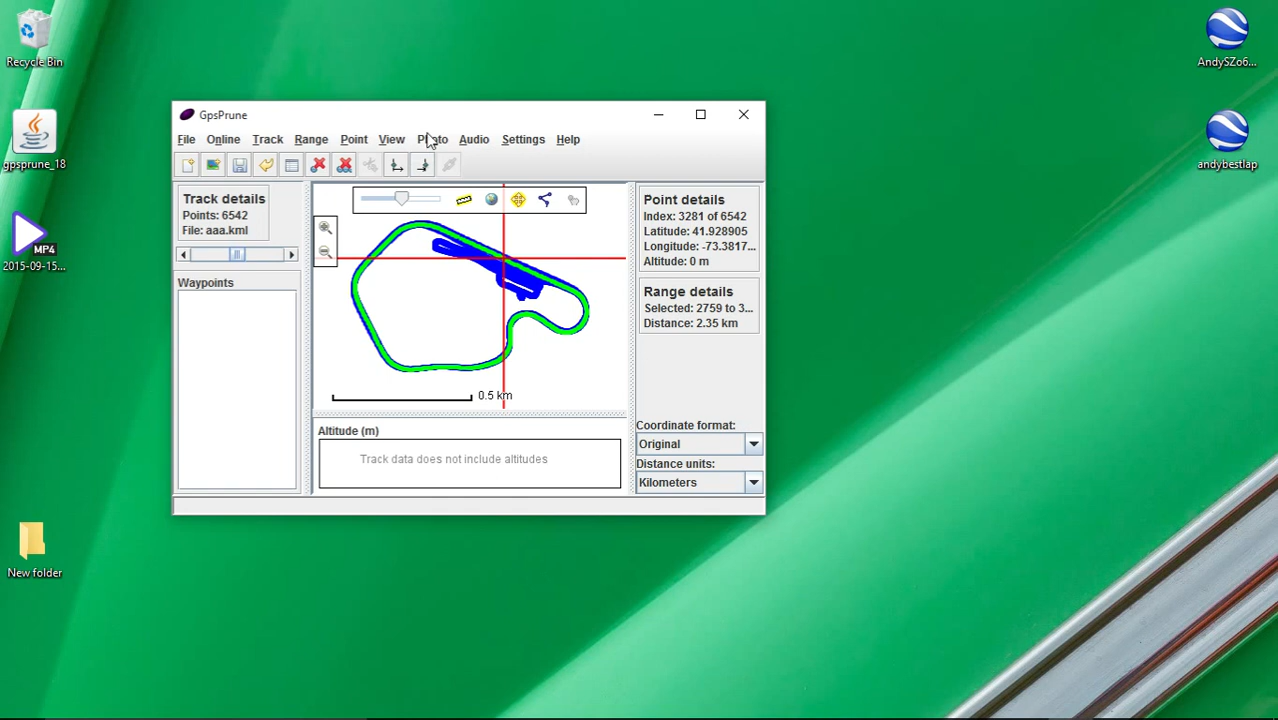 Recycle Bin
AndySZo6...
gpsprune_18
andybestlap
MP4
2015-09-15...
New folder
GpsPrune
File Online Track Range Point View Photo Audio Settings Help
Track details
Points: 6542
File: aaa.kml
Waypoints
0.5 km
Altitude (m)
Track data does not include altitudes
Point details
Index: 3281 of 6542
Latitude: 41.928905
Longitude: -73.3817...
Altitude: 0 m
Range details
Selected: 2759 to 3...
Distance: 2.35 km
Coordinate format:
Original
Distance units:
Kilometers